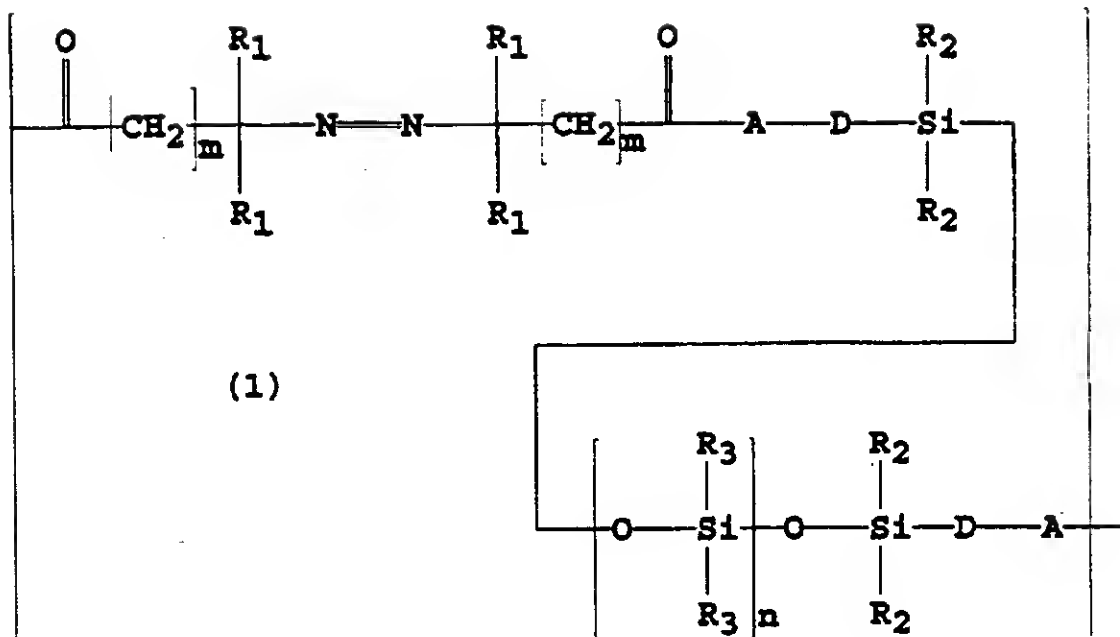 O R₁ R₁ O R₂
(CH₂)m N=N (CH₂)m A D Si
R₁ R₁ R₂
(1)
R₃ R₂
O Si O Si D A
R₃ n R₂